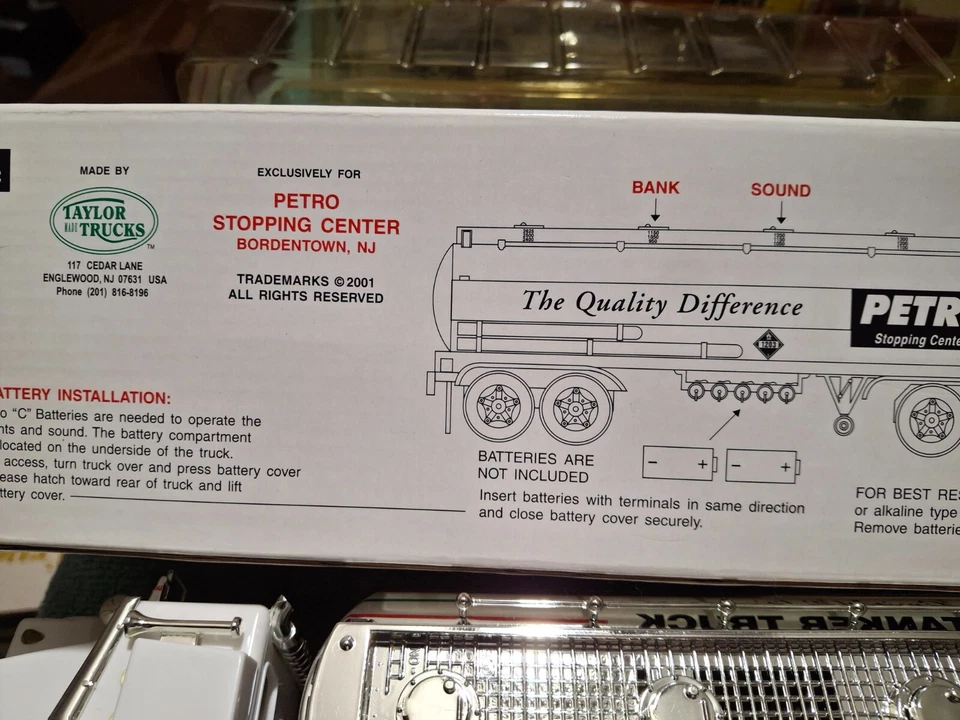 MADE BY
TAYLOR
MADE TRUCKS
TM
117 CEDAR LANE
ENGLEWOOD, NJ 07631 USA
Phone (201) 816-8196
EXCLUSIVELY FOR
PETRO
STOPPING CENTER
BORDENTOWN, NJ
TRADEMARKS ©2001
ALL RIGHTS RESERVED
BANK
SOUND
The Quality Difference
PETR
Stopping Cente
1203
ATTERY INSTALLATION:
o "C" Batteries are needed to operate the
hts and sound. The battery compartment
located on the underside of the truck.
access, turn truck over and press battery cover
ease hatch toward rear of truck and lift
ttery cover.
BATTERIES ARE
NOT INCLUDED
- + - +
Insert batteries with terminals in same direction
and close battery cover securely.
FOR BEST RES
or alkaline type
Remove batterie
TANKER TRUCK